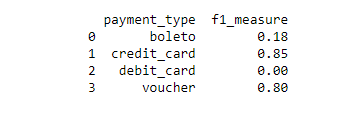 payment_type f1_measure
0 boleto 0.18
1 credit_card 0.85
2 debit_card 0.00
3 voucher 0.80